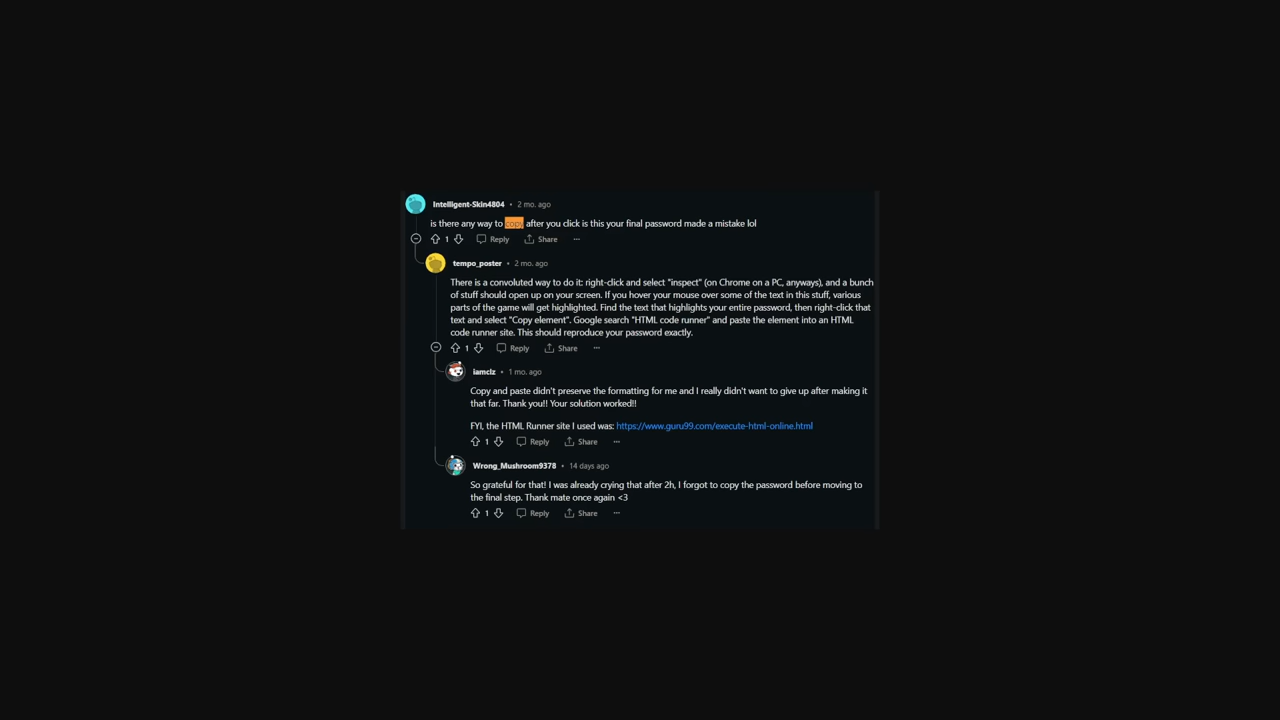 Intelligent-Skin4804 • 2 mo. ago
is there any way to copy after you click is this your final password made a mistake lol
1 Reply Share ...
tempo_poster • 2 mo. ago
There is a convoluted way to do it: right-click and select "inspect" (on Chrome on a PC, anyways), and a bunch
of stuff should open up on your screen. If you hover your mouse over some of the text in this stuff, various
parts of the game will get highlighted. Find the text that highlights your entire password, then right-click that
text and select "Copy element". Google search "HTML code runner" and paste the element into an HTML
code runner site. This should reproduce your password exactly.
1 Reply Share ...
iamclz • 1 mo. ago
Copy and paste didn't preserve the formatting for me and I really didn't want to give up after making it
that far. Thank you!! Your solution worked!!
FYI, the HTML Runner site I used was: https://www.guru99.com/execute-html-online.html
1 Reply Share ...
Wrong_Mushroom9378 • 14 days ago
So grateful for that! I was already crying that after 2h, I forgot to copy the password before moving to
the final step. Thank mate once again <3
1 Reply Share ...